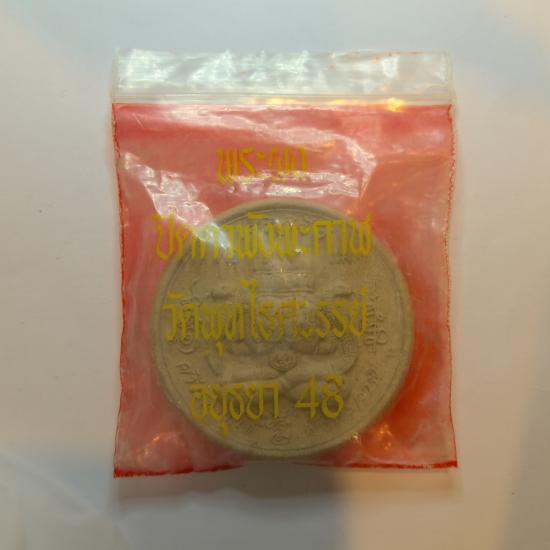 พระผง
ปิดตาพังพะกาฬ
วัดพุทไธศวรรย์
อยุธยา 48